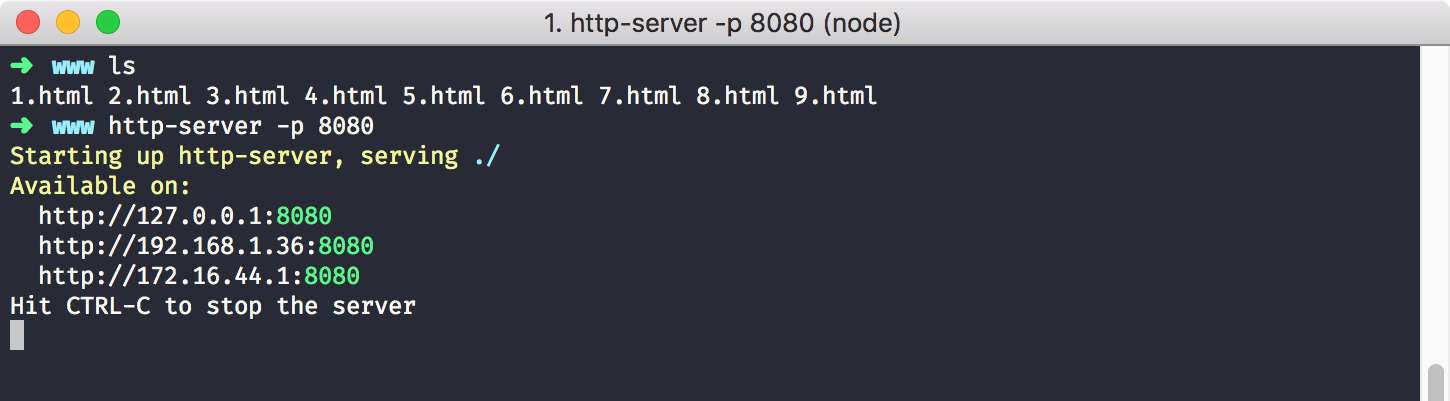 1. http-server -p 8080 (node)
➜ www ls
1.html 2.html 3.html 4.html 5.html 6.html 7.html 8.html 9.html
➜ www http-server -p 8080
Starting up http-server, serving ./
Available on:
http://127.0.0.1:8080
http://192.168.1.36:8080
http://172.16.44.1:8080
Hit CTRL-C to stop the server